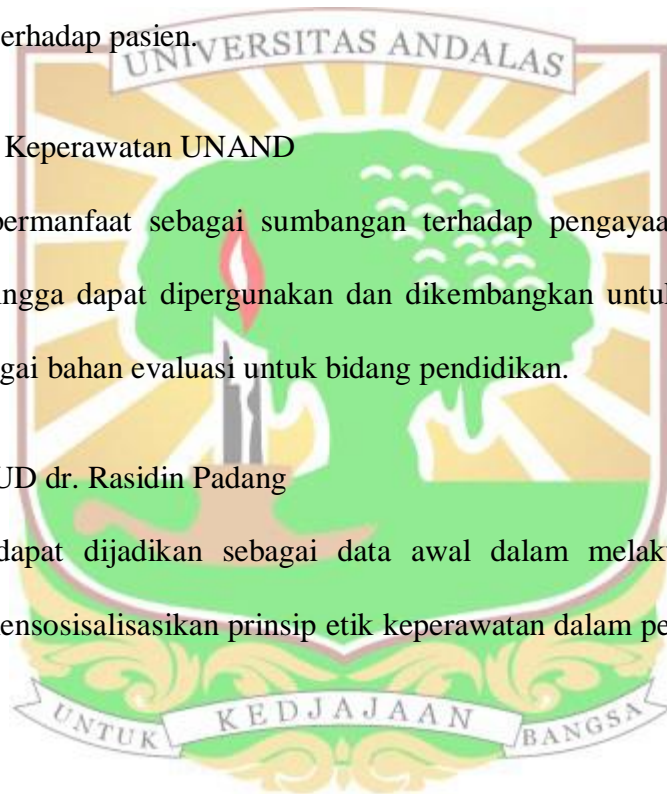 erhadap pasien.
UNIVERSITAS ANDALAS
Keperawatan UNAND
bermanfaat sebagai sumbangan terhadap pengayaa
ingga dapat dipergunakan dan dikembangkan untuk
gai bahan evaluasi untuk bidang pendidikan.
UD dr. Rasidin Padang
dapat dijadikan sebagai data awal dalam melak
ensosisalisasikan prinsip etik keperawatan dalam pe
UNTUK KEDJAJAAN BANGSA